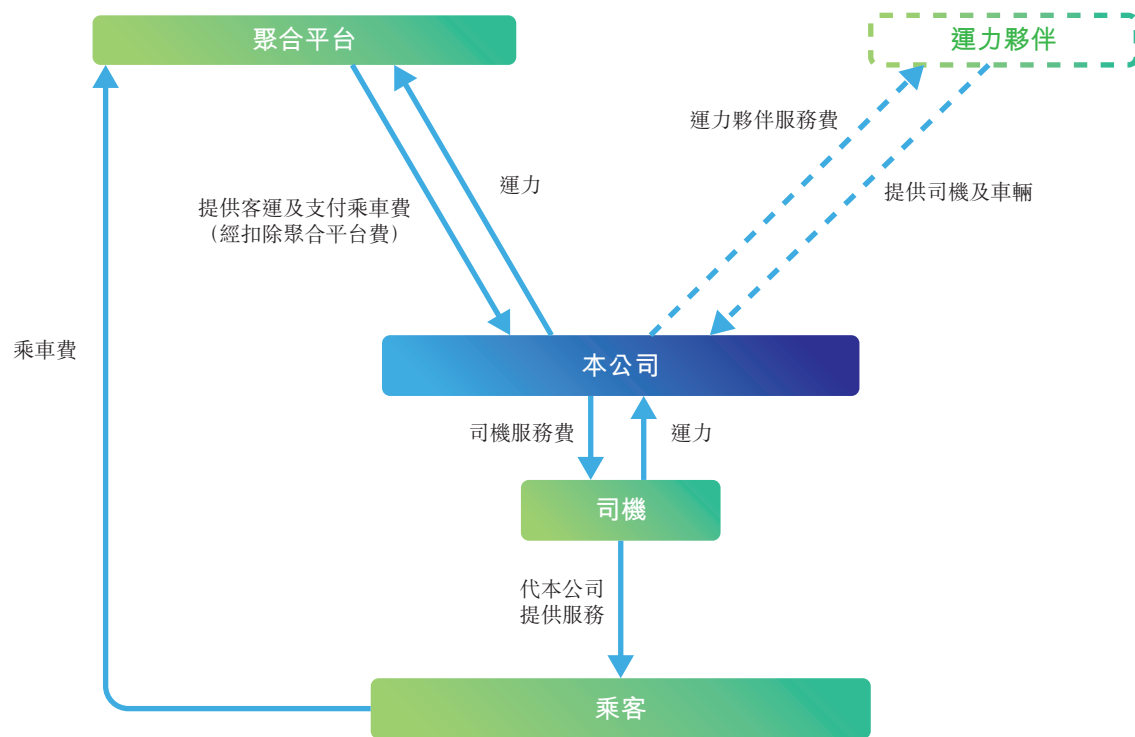 聚合平台
運力夥伴
運力夥伴服務費
運力
提供司機及車輛
提供客運及支付乘車費
（經扣除聚合平台費）
乘車費
本公司
司機服務費
運力
司機
代本公司
提供服務
乘客